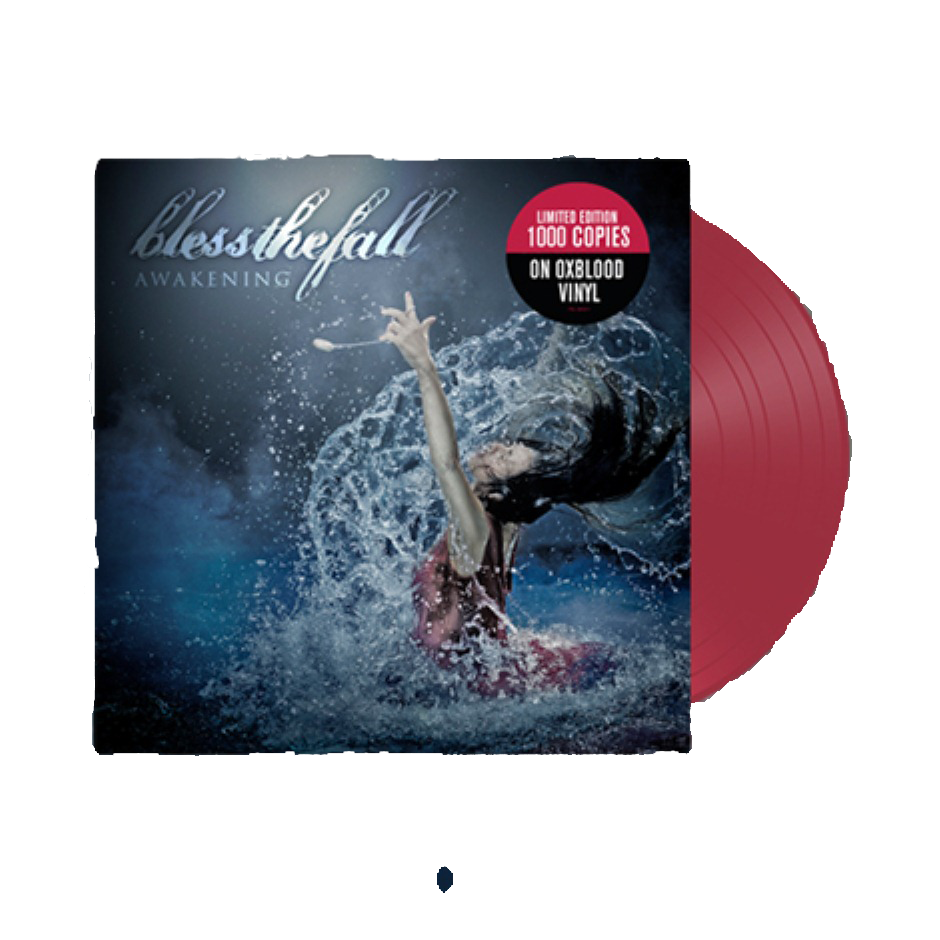 blessthefall
AWAKENING
LIMITED EDITION
1000 COPIES
ON OXBLOOD
VINYL